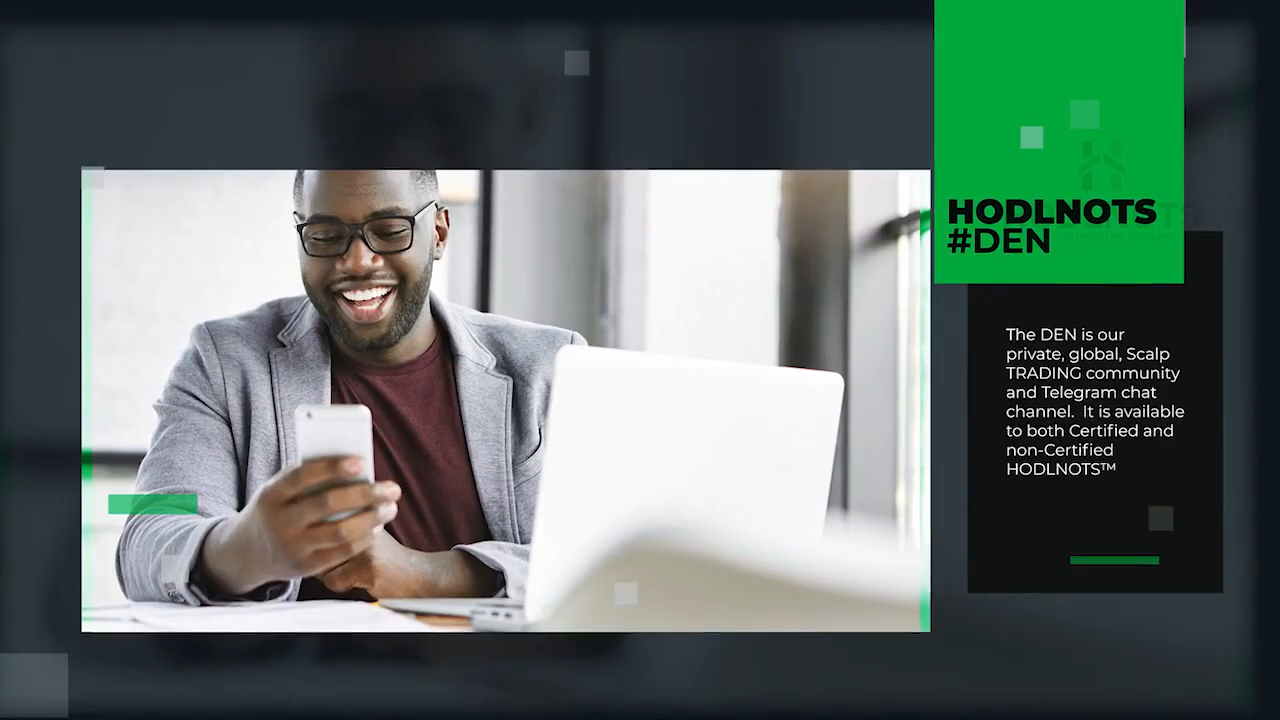 HODLNOTS
#DEN
The DEN is our
private, global, Scalp
TRADING community
and Telegram chat
channel.  It is available
to both Certified and
non-Certified
HODLNOTS™